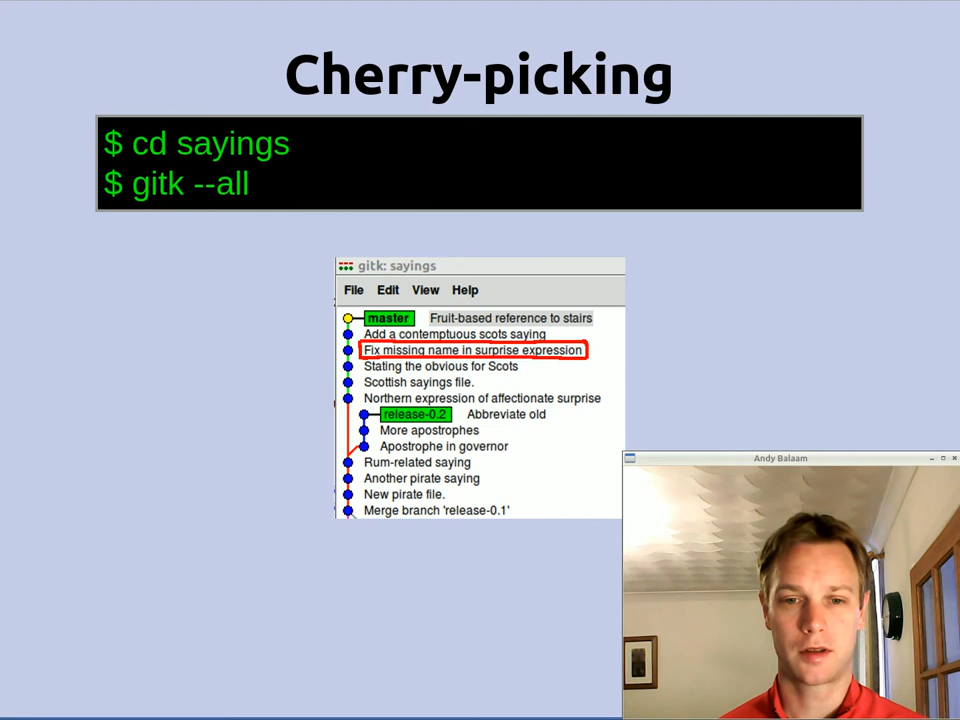 Cherry-picking
$ cd sayings
$ gitk --all
gitk: sayings
File Edit View Help
master Fruit-based reference to stairs
Add a contemptuous scots saying
Fix missing name in surprise expression
Stating the obvious for Scots
Scottish sayings file.
Northern expression of affectionate surprise
release-0.2 Abbreviate old
More apostrophes
Apostrophe in governor
Rum-related saying
Another pirate saying
New pirate file.
Merge branch 'release-0.1'
Andy Balaam